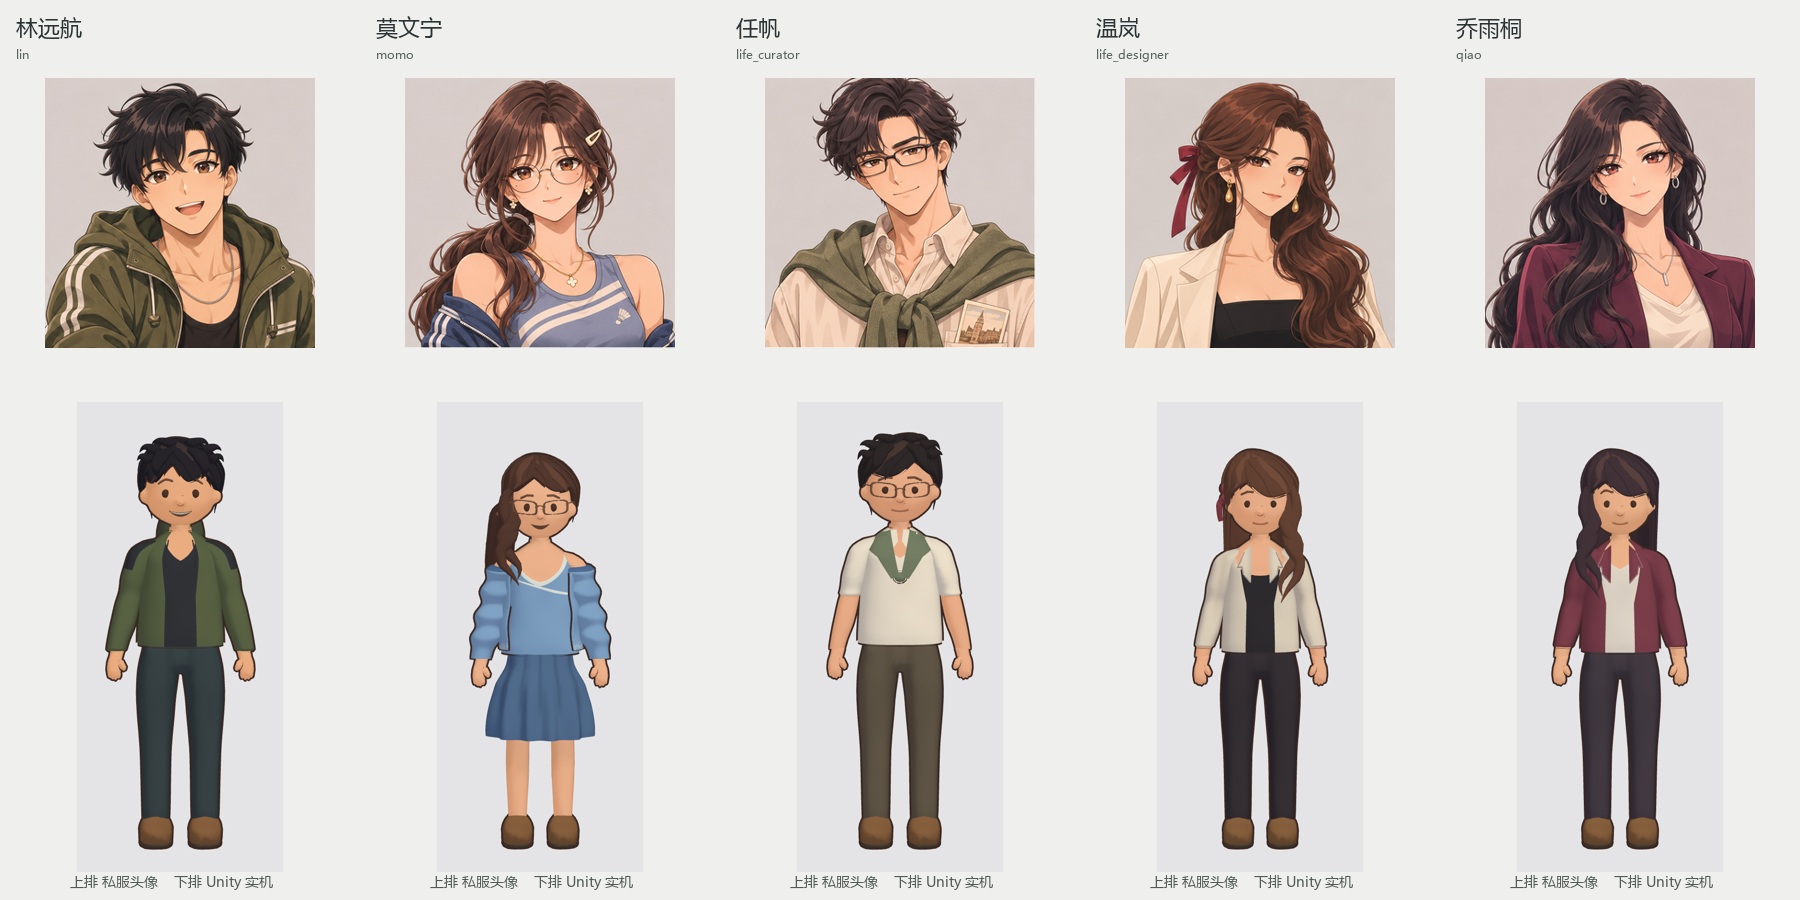 林远航
lin
莫文宁
momo
任帆
life_curator
温岚
life_designer
乔雨桐
qiao
上排 私服头像 下排 Unity 实机
上排 私服头像 下排 Unity 实机
上排 私服头像 下排 Unity 实机
上排 私服头像 下排 Unity 实机
上排 私服头像 下排 Unity 实机